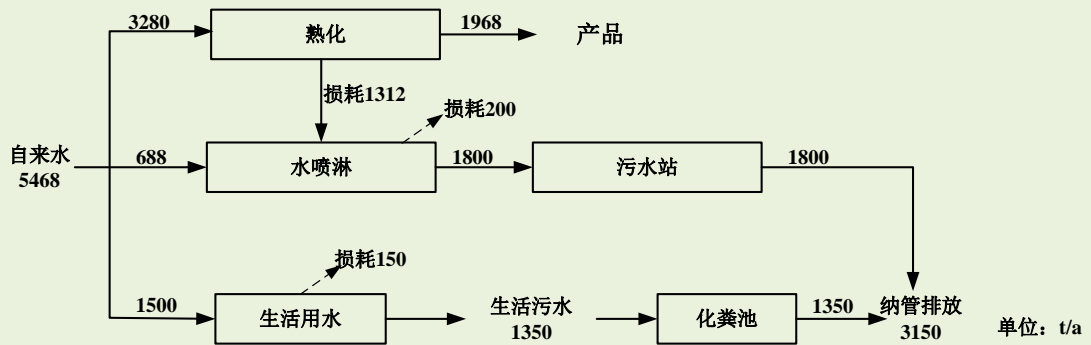 3280
熟化
1968
产品
损耗1312
损耗200
自来水
5468
688
水喷淋
1800
污水站
1800
损耗150
1500
生活用水
生活污水
1350
化粪池
1350
纳管排放
3150
单位：t/a